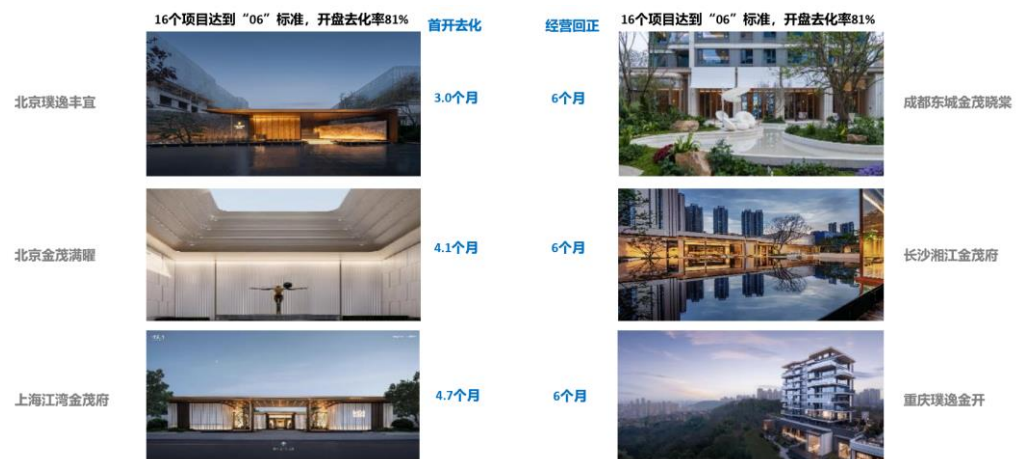 16个项目达到“06”标准，开盘去化率81%
首开去化
经营回正
16个项目达到“06”标准，开盘去化率81%
北京璞逸丰宜
3.0个月
6个月
成都东城金茂晓棠
北京金茂满曜
4.1个月
6个月
长沙湘江金茂府
上海江湾金茂府
4.7个月
6个月
重庆璞逸金开